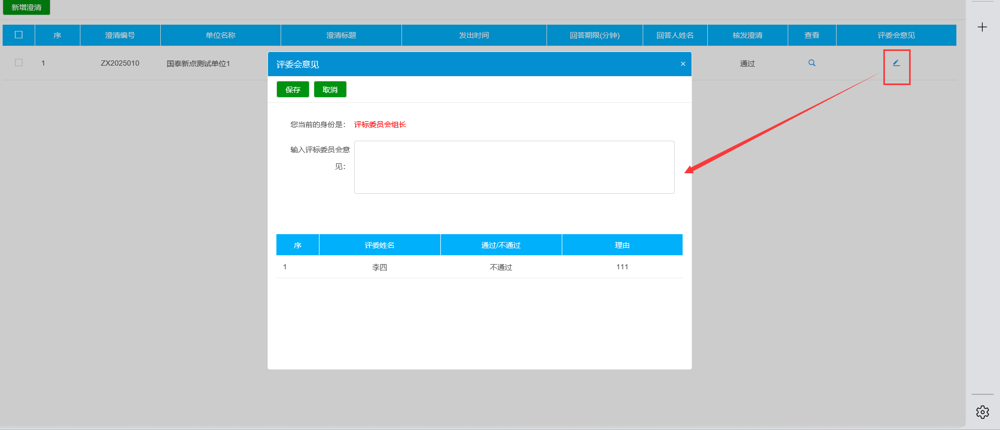 新增澄清
序 澄清编号 单位名称 澄清标题 发出时间 回答期限(分钟) 回答人姓名 核发澄清 查看 评委会意见
1 ZX2025010 国泰新点测试单位1 通过
评委会意见 ×
保存 取消
您当前的身份是： 评标委员会组长
输入评标委员会意
见：
序 评委姓名 通过/不通过 理由
1 李四 不通过 111